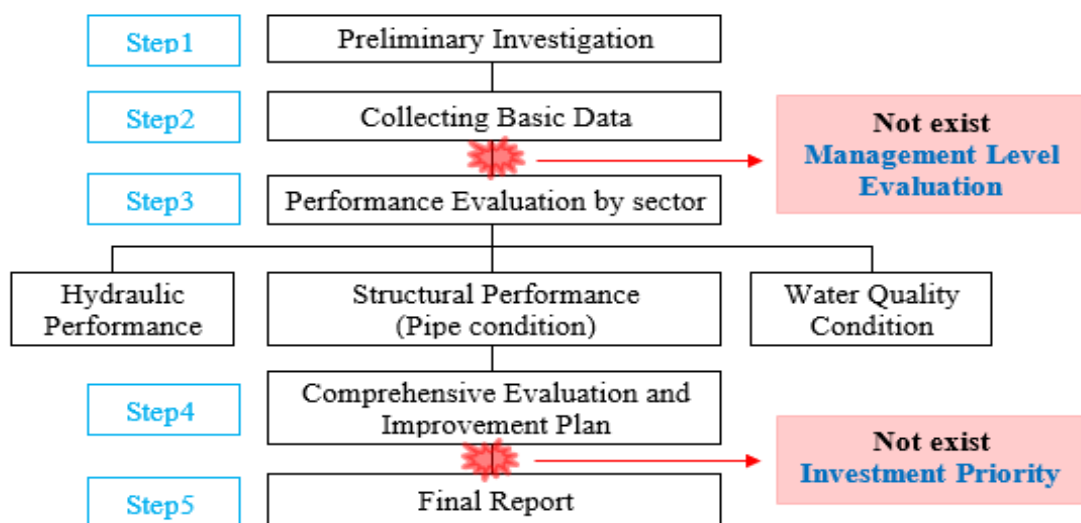 Step1
Preliminary Investigation
Step2
Collecting Basic Data
Not exist
Management Level
Evaluation
Step3
Performance Evaluation by sector
Hydraulic
Performance
Structural Performance
(Pipe condition)
Water Quality
Condition
Step4
Comprehensive Evaluation and
Improvement Plan
Not exist
Investment Priority
Step5
Final Report